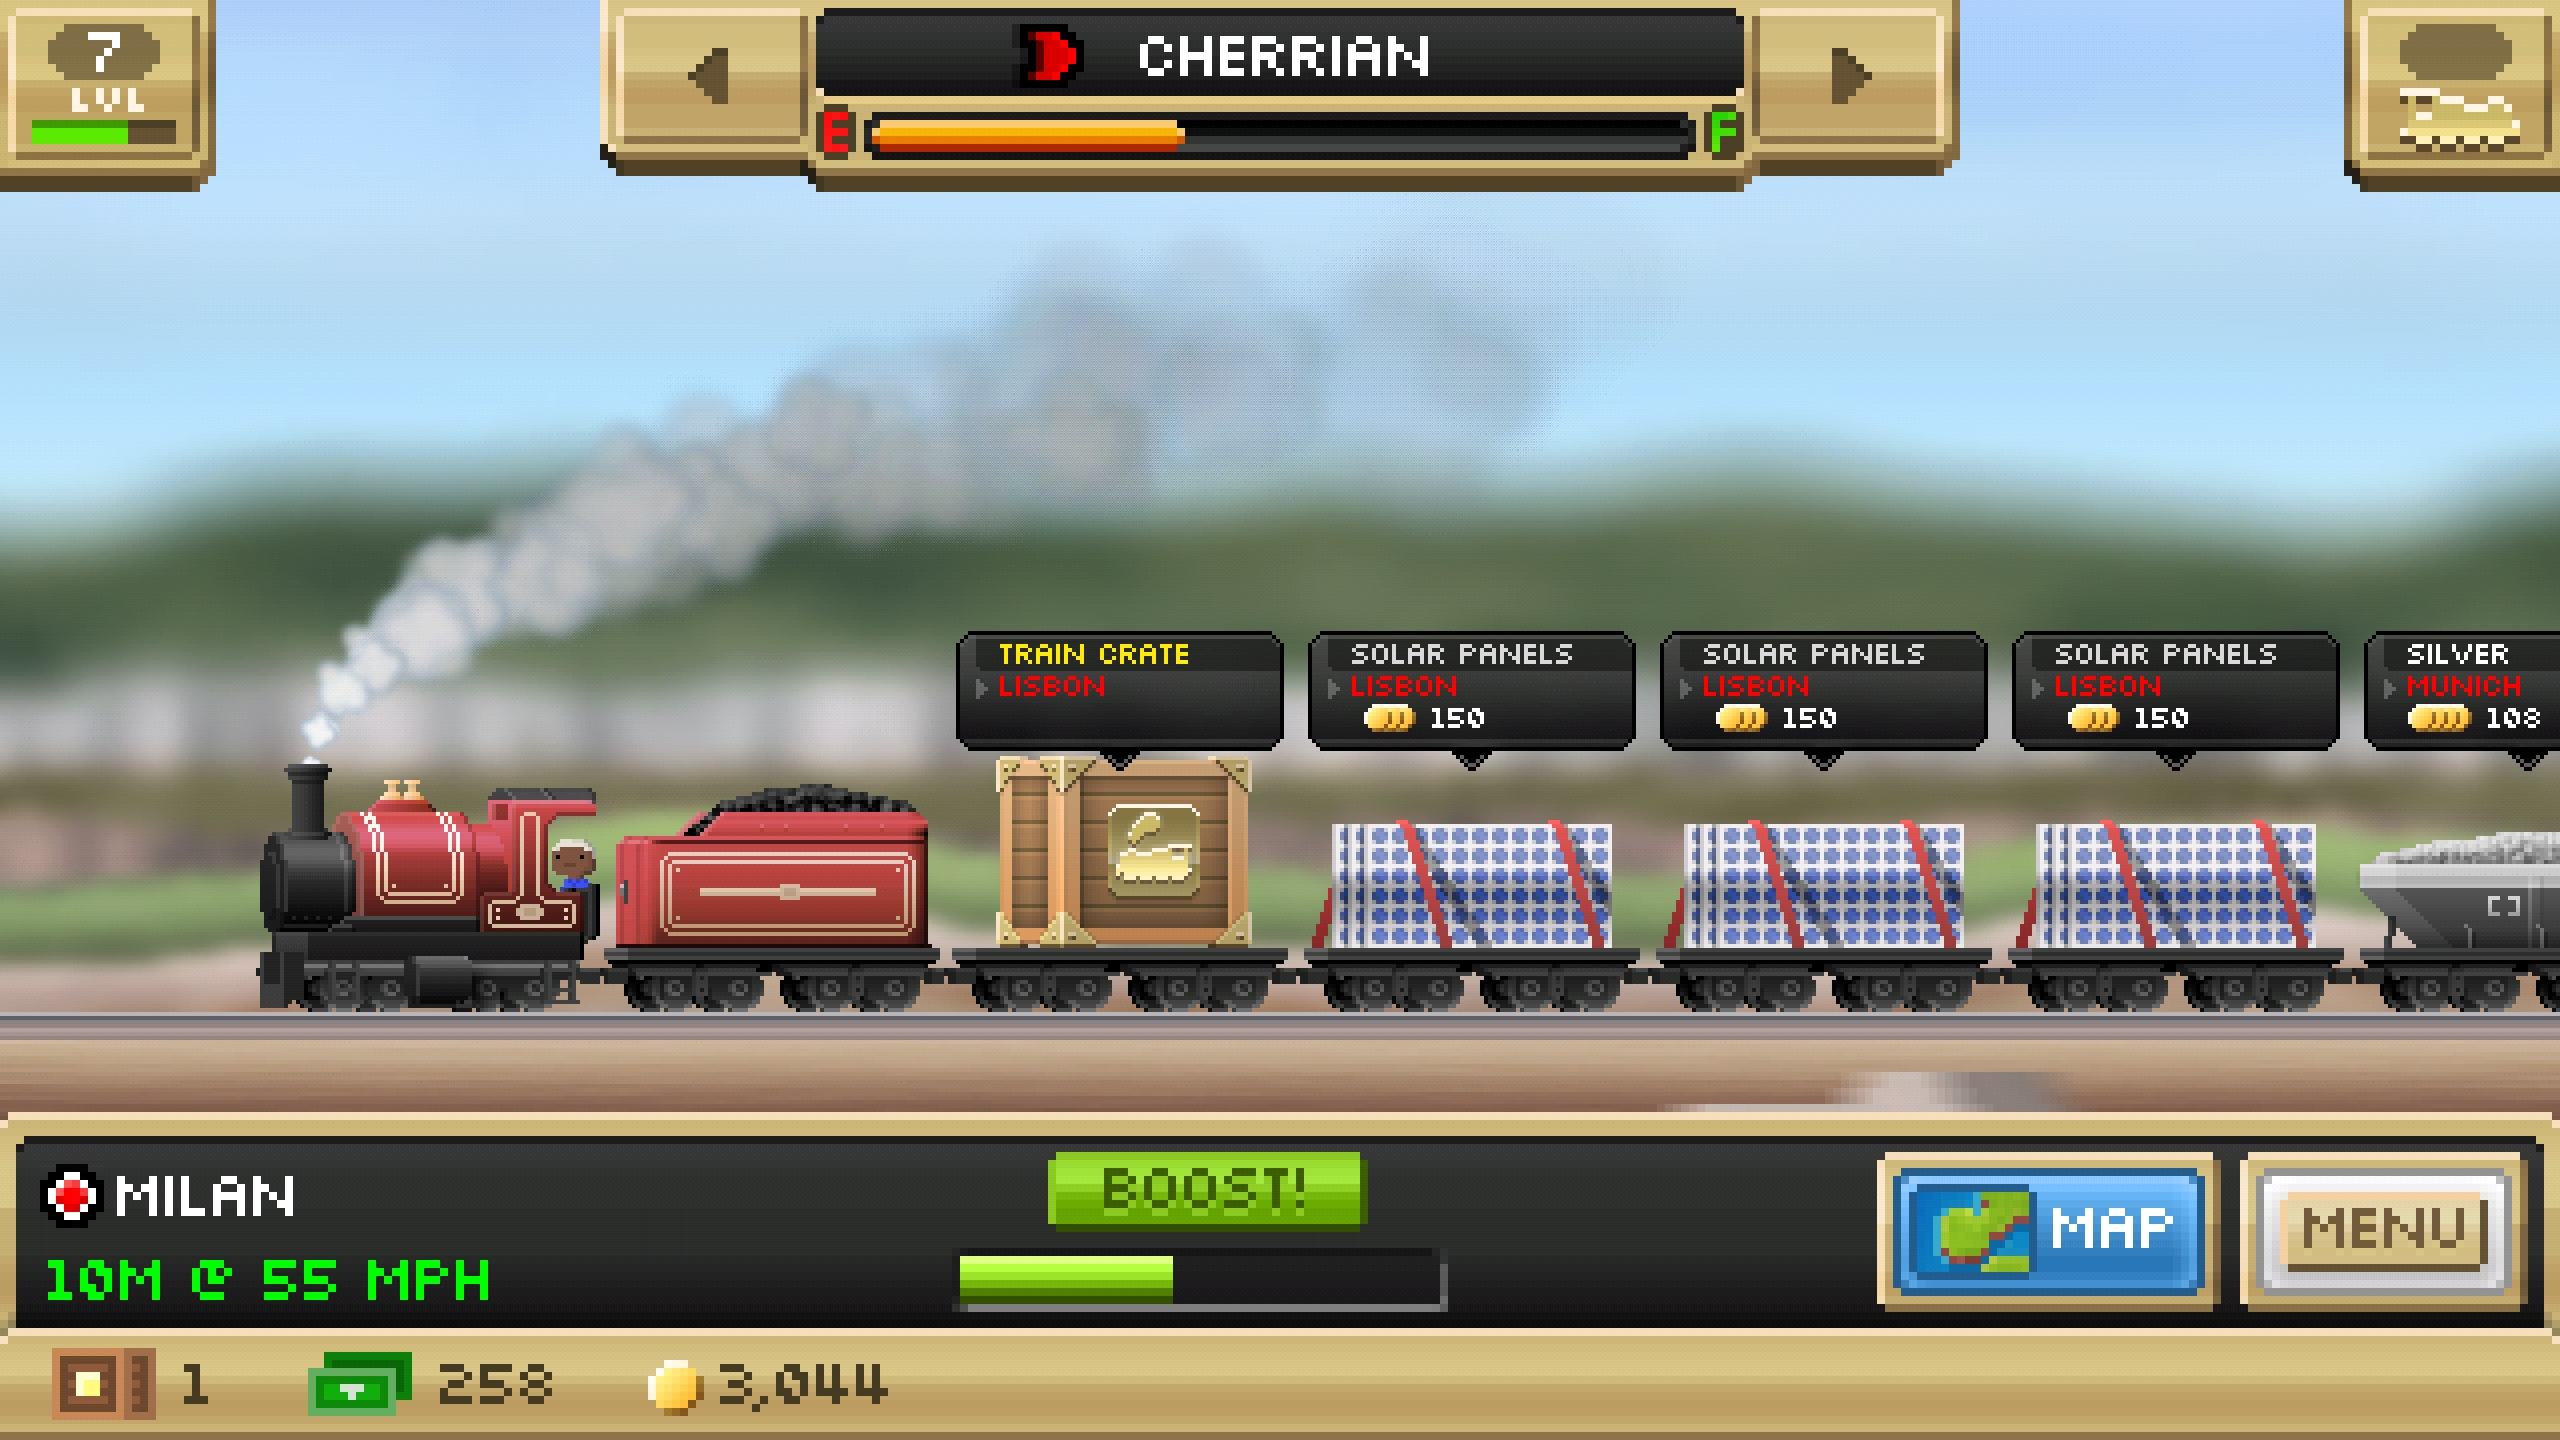 7
LVL
CHERRIAN
E
F
TRAIN CRATE
LISBON
SOLAR PANELS
LISBON
150
SOLAR PANELS
LISBON
150
SOLAR PANELS
LISBON
150
SILVER
MUNICH
108
MILAN
10M @ 55 MPH
BOOST!
MAP
MENU
1
258
3,044